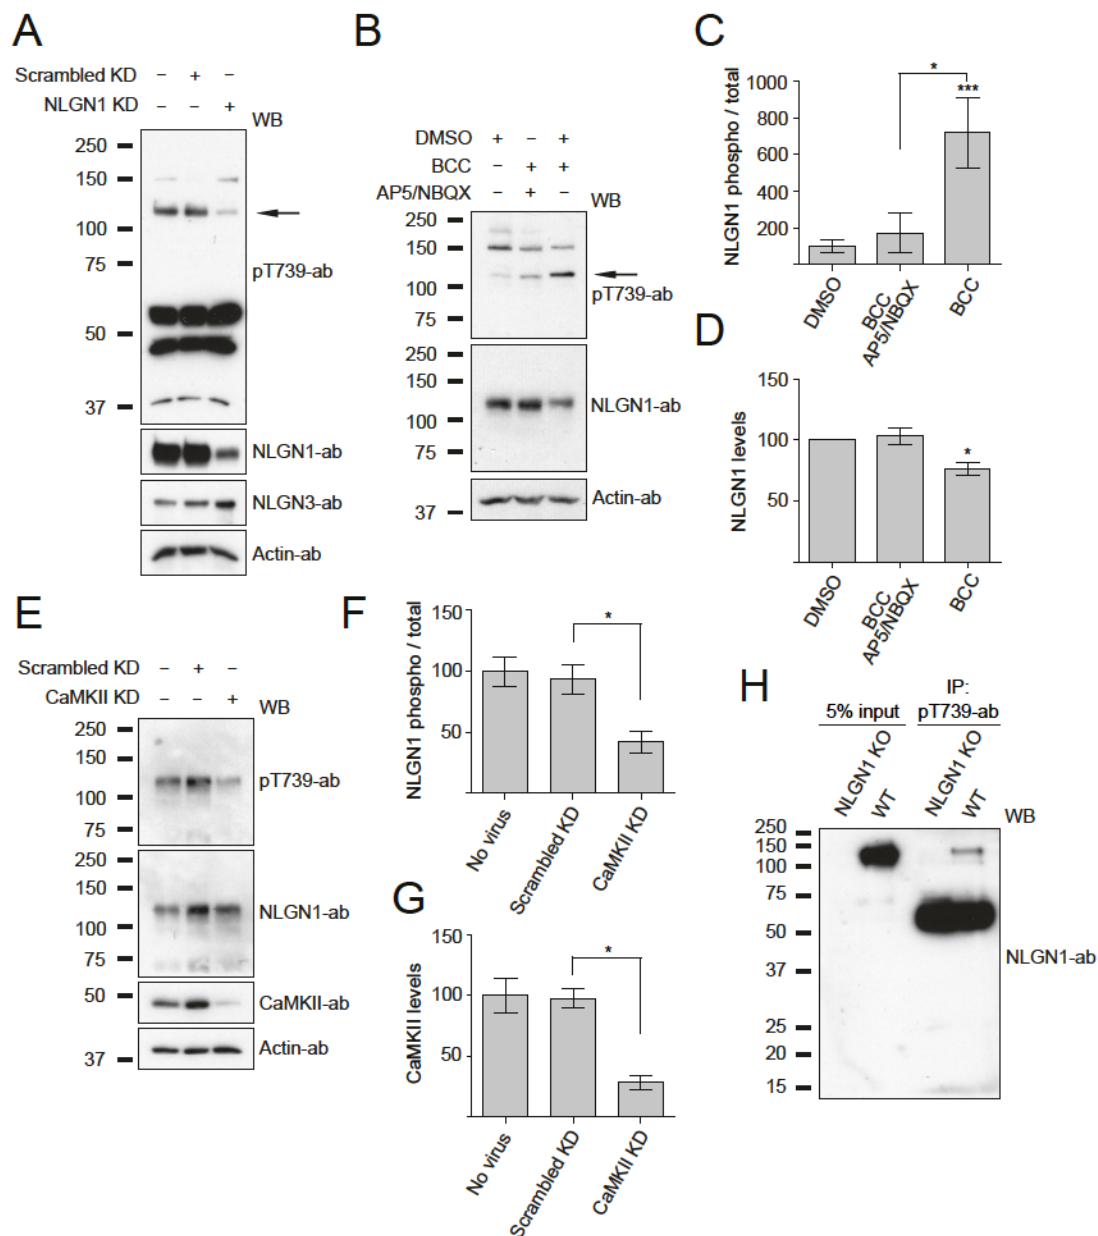 A
Scrambled KD – + –
NLGN1 KD – – +
WB
250
150
100
75
50
37
pT739-ab
NLGN1-ab
NLGN3-ab
Actin-ab
B
DMSO + – +
BCC – + +
AP5/NBQX – + –
WB
250
150
100
75
pT739-ab
250
150
100
75
NLGN1-ab
37
Actin-ab
C
NLGN1 phospho / total
1000
800
600
400
200
*
***
DMSO
BCC
AP5/NBQX
BCC
D
NLGN1 levels
150
100
50
*
DMSO
BCC
AP5/NBQX
BCC
E
Scrambled KD – + –
CaMKII KD – – +
WB
250
150
100
75
pT739-ab
250
150
100
75
NLGN1-ab
50
CaMKII-ab
37
Actin-ab
F
NLGN1 phospho / total
150
100
50
*
No virus
Scrambled KD
CaMKII KD
G
CaMKII levels
150
100
50
*
No virus
Scrambled KD
CaMKII KD
H
5% input
IP:
pT739-ab
NLGN1 KO
WT
NLGN1 KO
WT
WB
250
150
100
75
50
37
25
20
15
NLGN1-ab